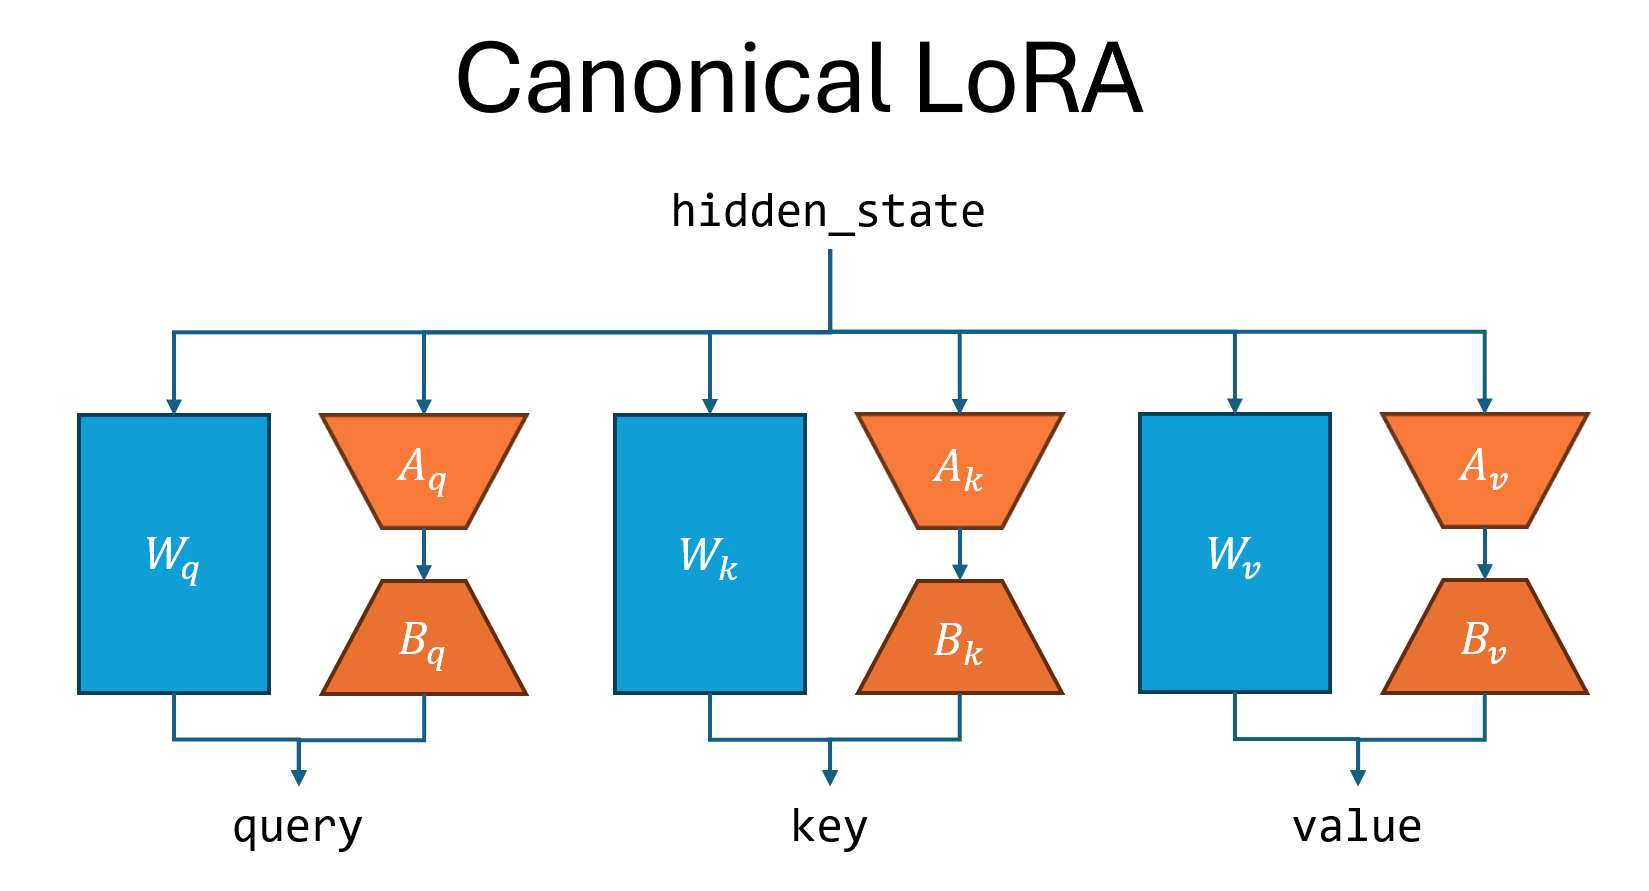 Canonical LoRA
hidden_state
W_q
A_q
B_q
W_k
A_k
B_k
W_v
A_v
B_v
query
key
value